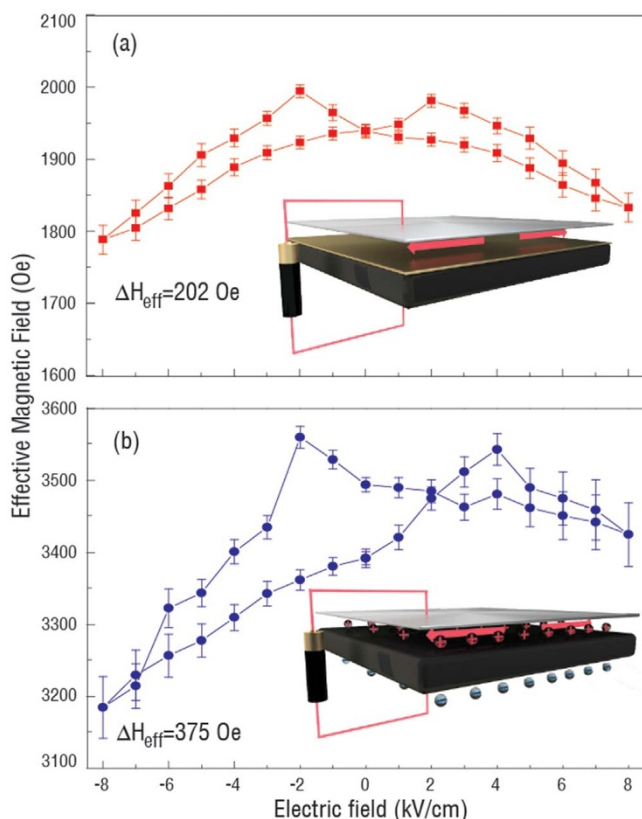 (a)
2100
2000
1900
1800
1700
1600
ΔHeff=202 Oe
Effective Magnetic Field (Oe)
(b)
3600
3500
3400
3300
3200
3100
ΔHeff=375 Oe
-8 -6 -4 -2 0 2 4 6 8
Electric field (kV/cm)